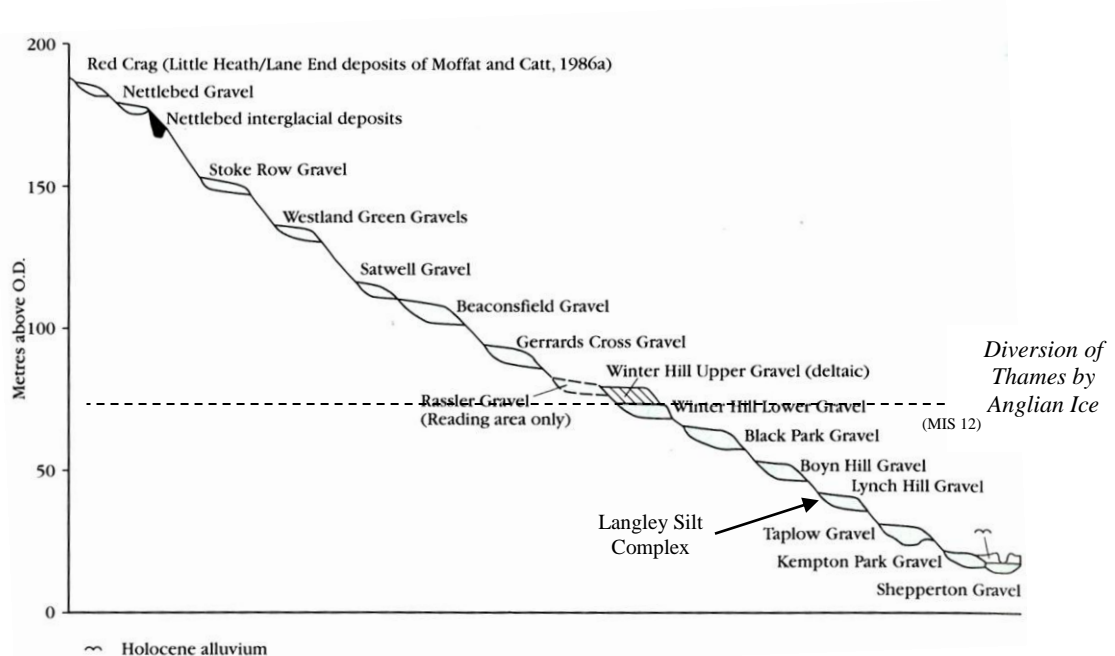 200
Red Crag (Little Heath/Lane End deposits of Moffat and Catt, 1986a)
Nettlebed Gravel
Nettlebed interglacial deposits
Stoke Row Gravel
150
Westland Green Gravels
Satwell Gravel
Beaconsfield Gravel
100
Gerrards Cross Gravel
Winter Hill Upper Gravel (deltaic)
Diversion of
Thames by
Anglian Ice
Rassler Gravel
(Reading area only)
Winter Hill Lower Gravel
(MIS 12)
Black Park Gravel
50
Boyn Hill Gravel
Lynch Hill Gravel
Langley Silt
Complex
Taplow Gravel
Kempton Park Gravel
Shepperton Gravel
0
Metres above O.D.
Holocene alluvium